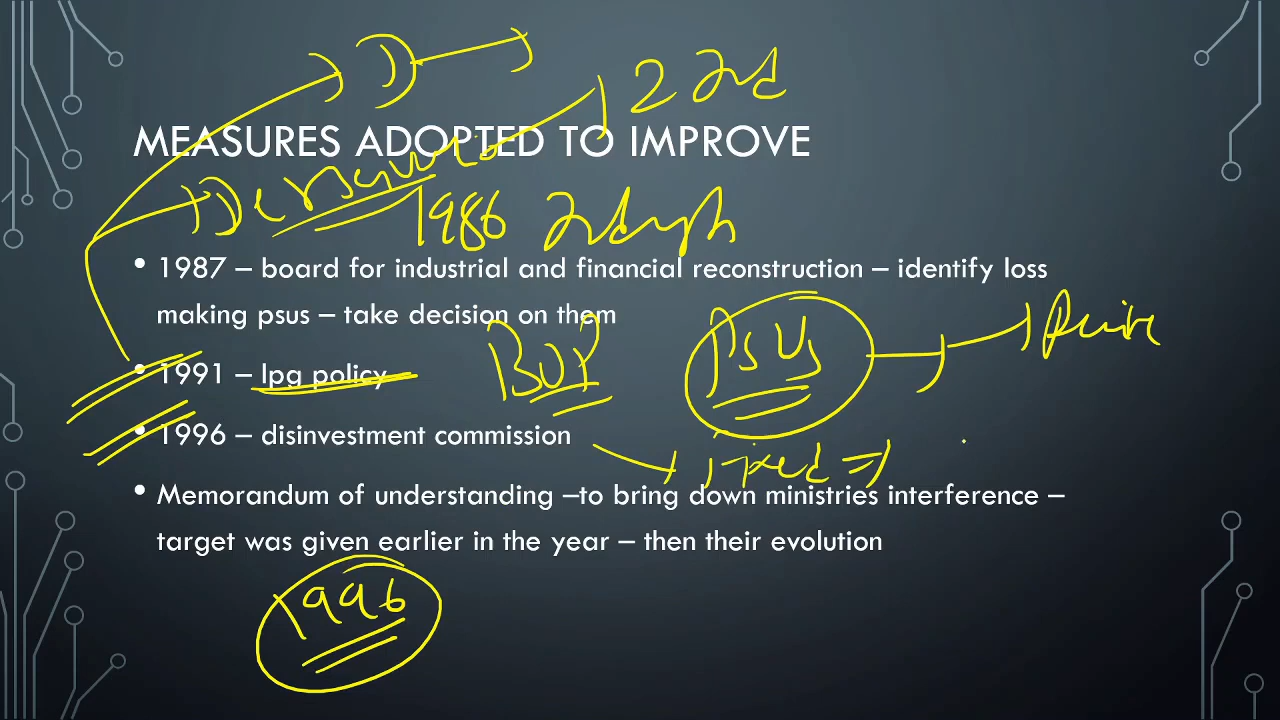 2
MEASURES ADOPTED TO IMPROVE
1986
• 1987 – board for industrial and financial reconstruction – identify loss
making psus – take decision on them
PSUs
• 1991 – lpg policy
BOP
• 1996 – disinvestment commission
• Memorandum of understanding –to bring down ministries interference –
target was given earlier in the year – then their evolution
1996